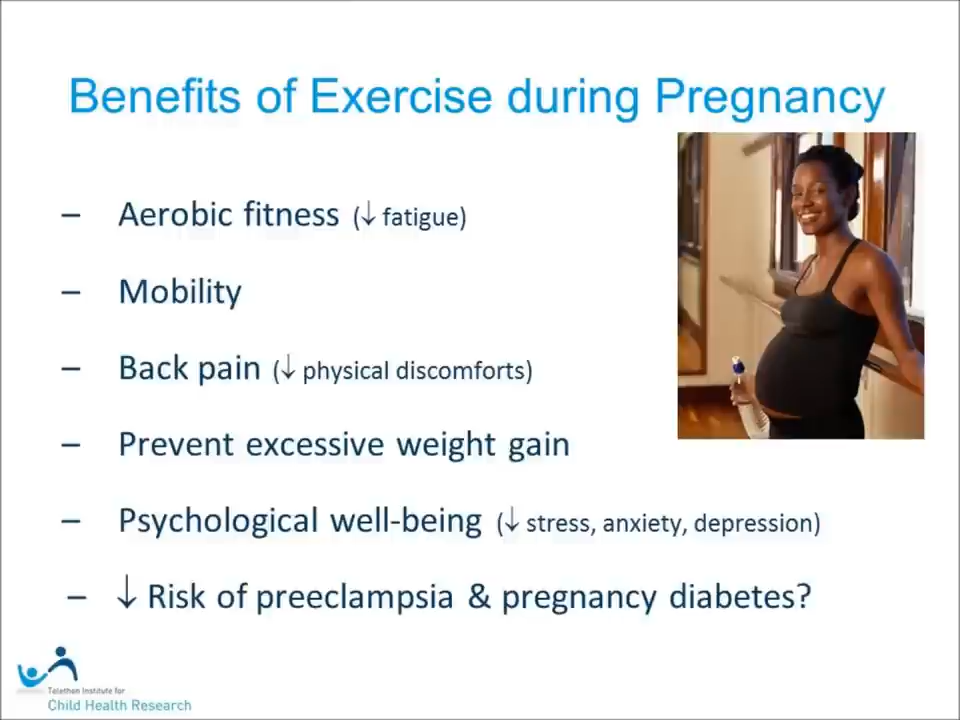 Benefits of Exercise during Pregnancy
– Aerobic fitness (↓ fatigue)
– Mobility
– Back pain (↓ physical discomforts)
– Prevent excessive weight gain
– Psychological well-being (↓ stress, anxiety, depression)
– ↓ Risk of preeclampsia & pregnancy diabetes?
Telethon Institute for
Child Health Research